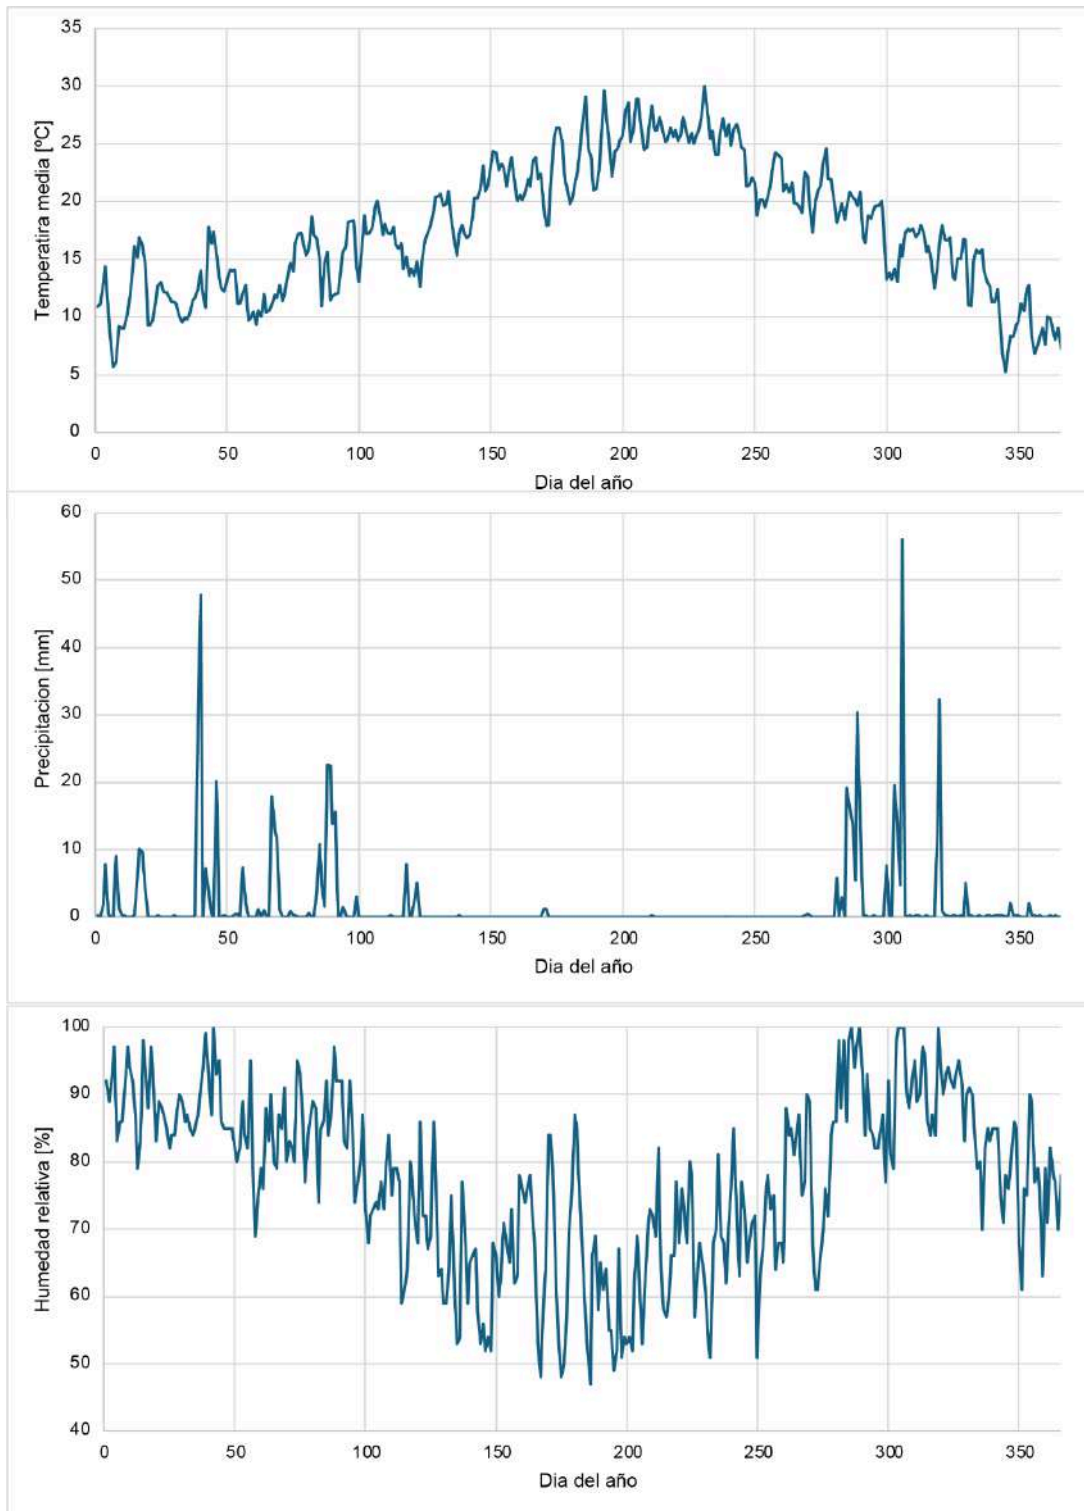 35
30
25
20
15
10
5
0
Temperatira media [ºC]
0 50 100 150 200 250 300 350
Dia del año
60
50
40
30
20
10
0
Precipitacion [mm]
0 50 100 150 200 250 300 350
Dia del año
100
90
80
70
60
50
40
Humedad relativa [%]
0 50 100 150 200 250 300 350
Dia del año